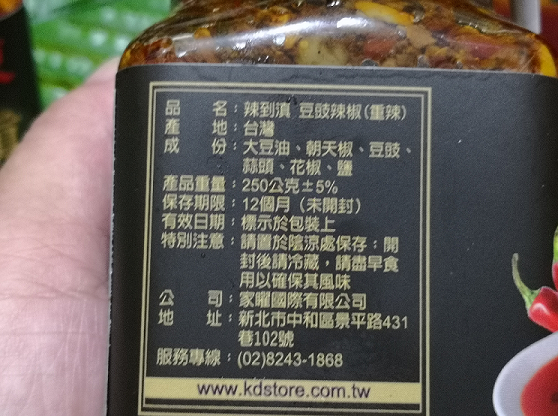 品 名：辣到滇 豆豉辣椒(重辣)
產 地：台灣
成 份：大豆油、朝天椒、豆豉、
蒜頭、花椒、鹽
產品重量：250公克±5%
保存期限：12個月（未開封）
有效日期：標示於包裝上
特別注意：請置於陰涼處保存；開
封後請冷藏，請盡早食
用以確保其風味
公 司：家曜國際有限公司
地 址：新北市中和區景平路431
巷102號
服務專線：(02)8243-1868
www.kdstore.com.tw